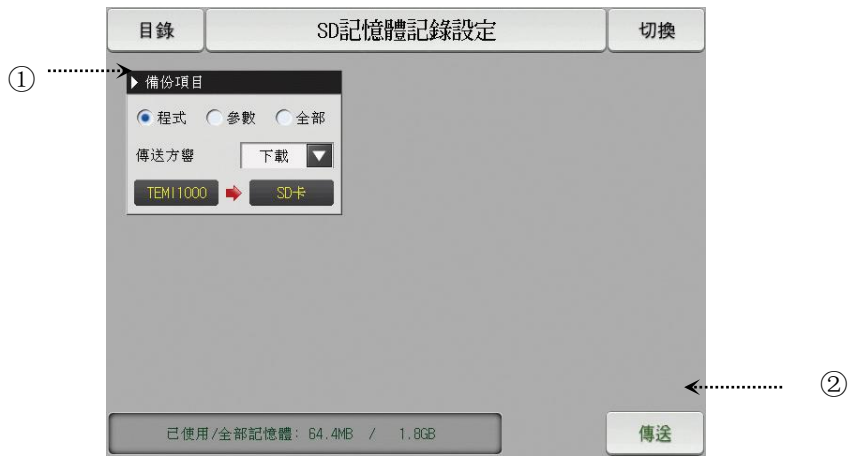 目錄
SD記憶體記錄設定
切換
①
備份項目
程式 參數 全部
傳送方響
下載
TEMI1000
SD卡
②
已使用/全部記憶體: 64.4MB / 1.8GB
傳送